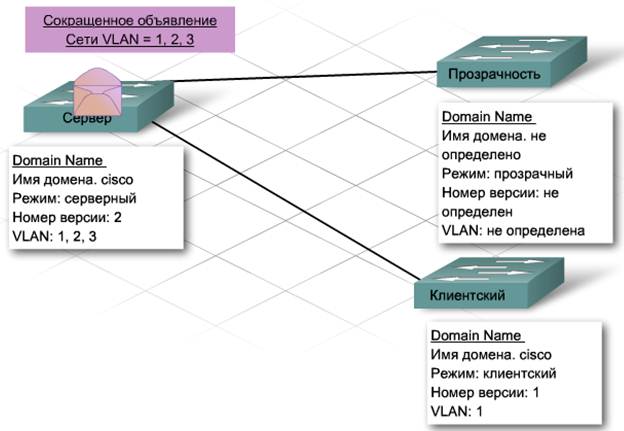 Сокращенное объявление
Сети VLAN = 1, 2, 3
Прозрачность
Сервер
Domain Name
Имя домена. не
определено
Режим: прозрачный
Номер версии: не
определен
VLAN: не определена
Domain Name
Имя домена. cisco
Режим: серверный
Номер версии: 2
VLAN: 1, 2, 3
Клиентский
Domain Name
Имя домена. cisco
Режим: клиентский
Номер версии: 1
VLAN: 1